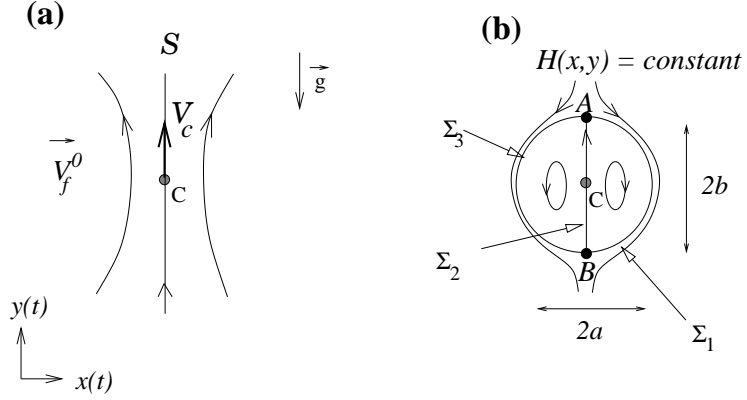 (a)
S
g
V_c
V_f^0
C
y(t)
x(t)
(b)
H(x,y) = constant
A
Σ_3
C
2b
Σ_2
B
2a
Σ_1